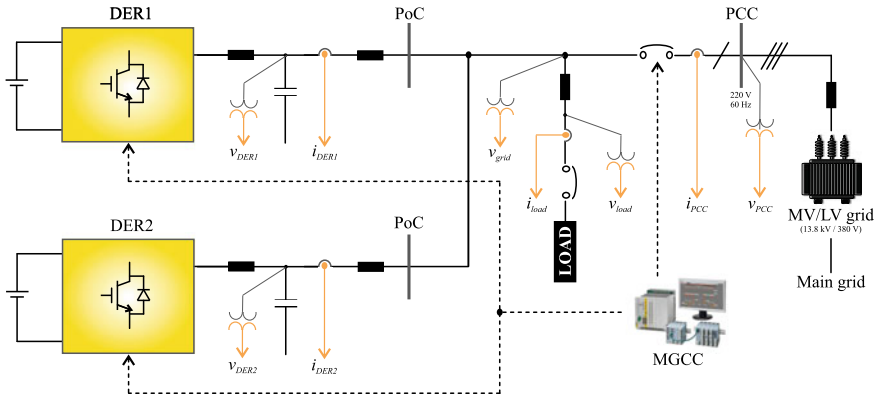 DER1
PoC
PCC
220 V
60 Hz
vDER1
iDER1
vgrid
iload
vload
iPCC
vPCC
MV/LV grid
(13.8 kV / 380 V)
DER2
PoC
LOAD
Main grid
vDER2
iDER2
MGCC